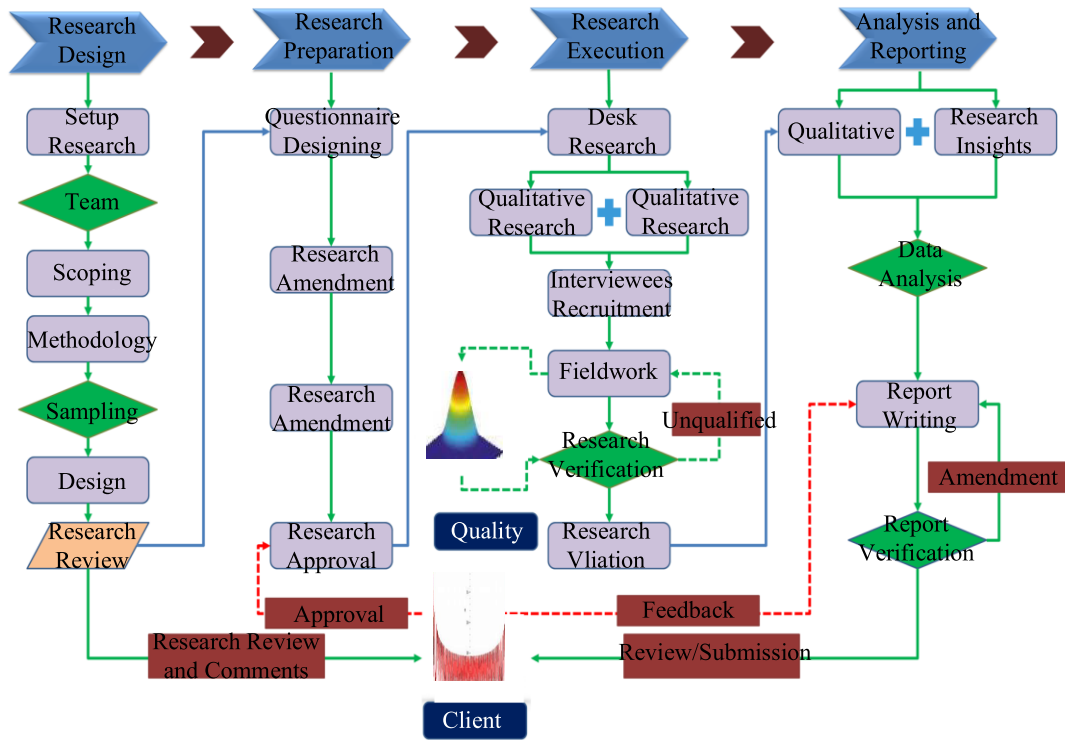 Research
Design
Research
Preparation
Research
Execution
Analysis and
Reporting
Setup
Research
Team
Scoping
Methodology
Sampling
Design
Research
Review
Questionnaire
Designing
Research
Amendment
Research
Amendment
Research
Approval
Desk
Research
Qualitative
Research
Qualitative
Research
Interviewees
Recruitment
Fieldwork
Unqualified
Research
Verification
Quality
Research
Vliation
Qualitative
Research
Insights
Data
Analysis
Report
Writing
Amendment
Report
Verification
Approval
Feedback
Research Review
and Comments
Review/Submission
Client